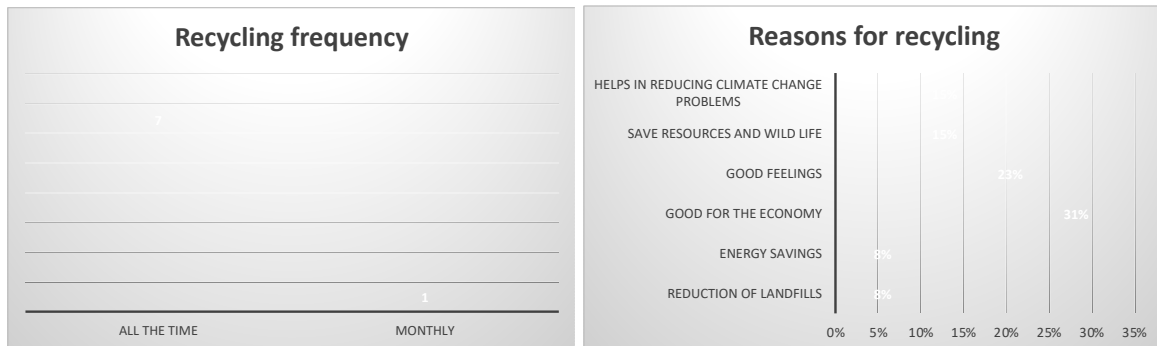 Recycling frequency
7
1
ALL THE TIME
MONTHLY
Reasons for recycling
HELPS IN REDUCING CLIMATE CHANGE
PROBLEMS
SAVE RESOURCES AND WILD LIFE
15%
GOOD FEELINGS
23%
GOOD FOR THE ECONOMY
31%
ENERGY SAVINGS
8%
REDUCTION OF LANDFILLS
8%
0% 5% 10% 15% 20% 25% 30% 35%